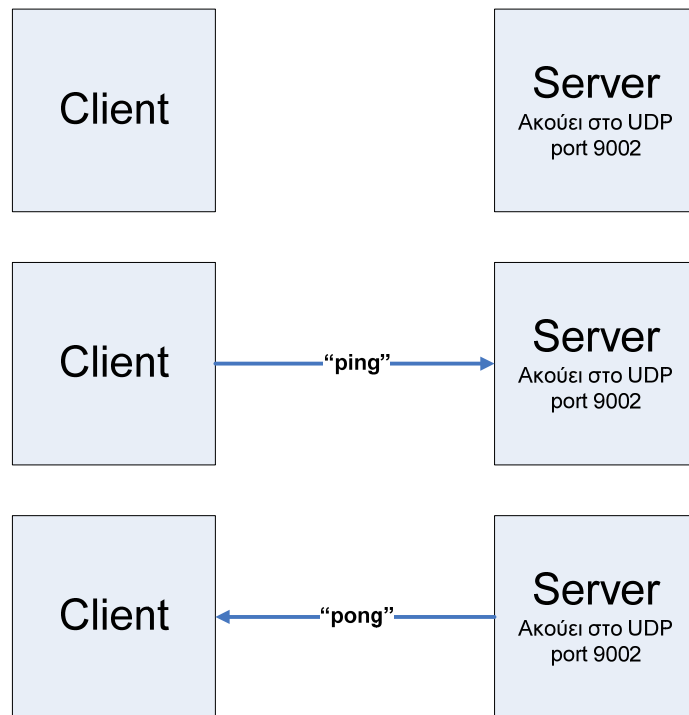 Client
Server
Ακούει στο UDP
port 9002
Client
“ping”
Server
Ακούει στο UDP
port 9002
Client
“pong”
Server
Ακούει στο UDP
port 9002